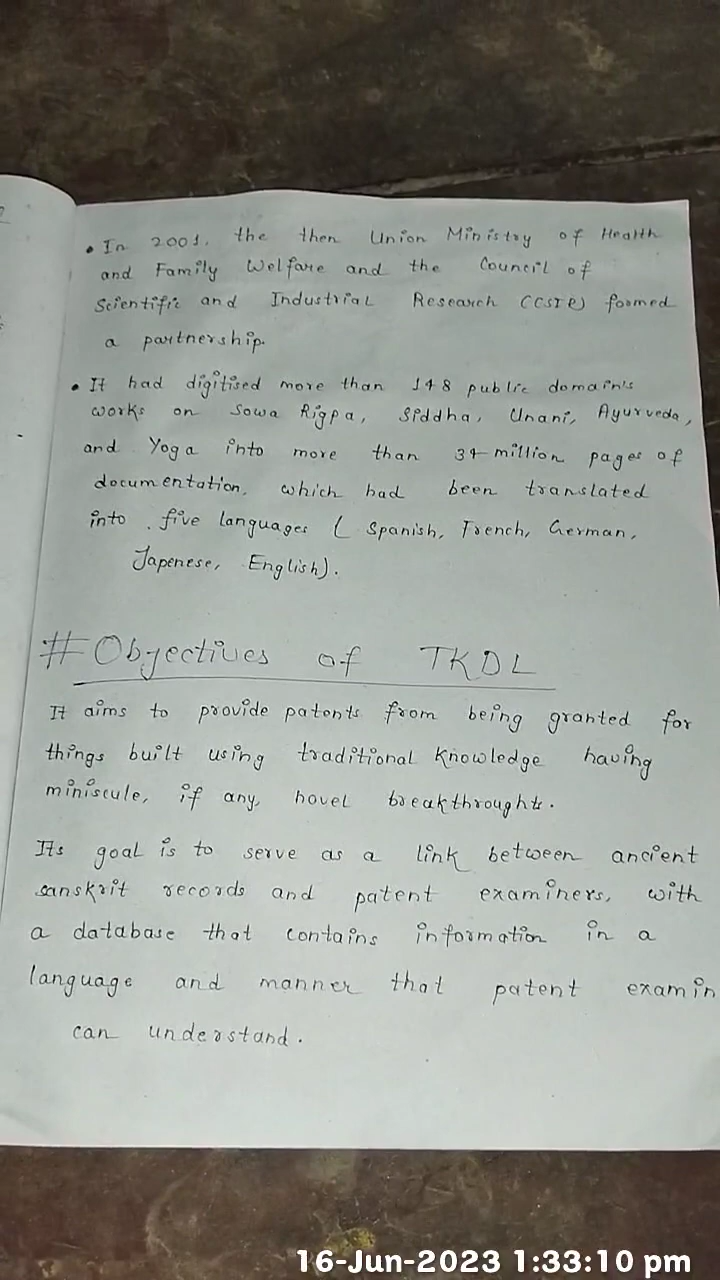 • In 2001, the then Union Ministry of Health
and Family Welfare and the Council of
Scientific and Industrial Research (CSIR) formed
a partnership.
• It had digitised more than 148 public domain's
works on Sowa Rigpa, Siddha, Unani, Ayurveda,
and Yoga into more than 34 million pages of
documentation, which had been translated
into five languages ( Spanish, French, German,
Japenese, English).
# Objectives of TKDL
It aims to provide patents from being granted for
things built using traditional knowledge having
miniscule, if any, novel breakthroughts.
Its goal is to serve as a link between ancient
sanskrit records and patent examiners, with
a database that contains information in a
language and manner that patent examin
can understand.
16-Jun-2023 1:33:10 pm